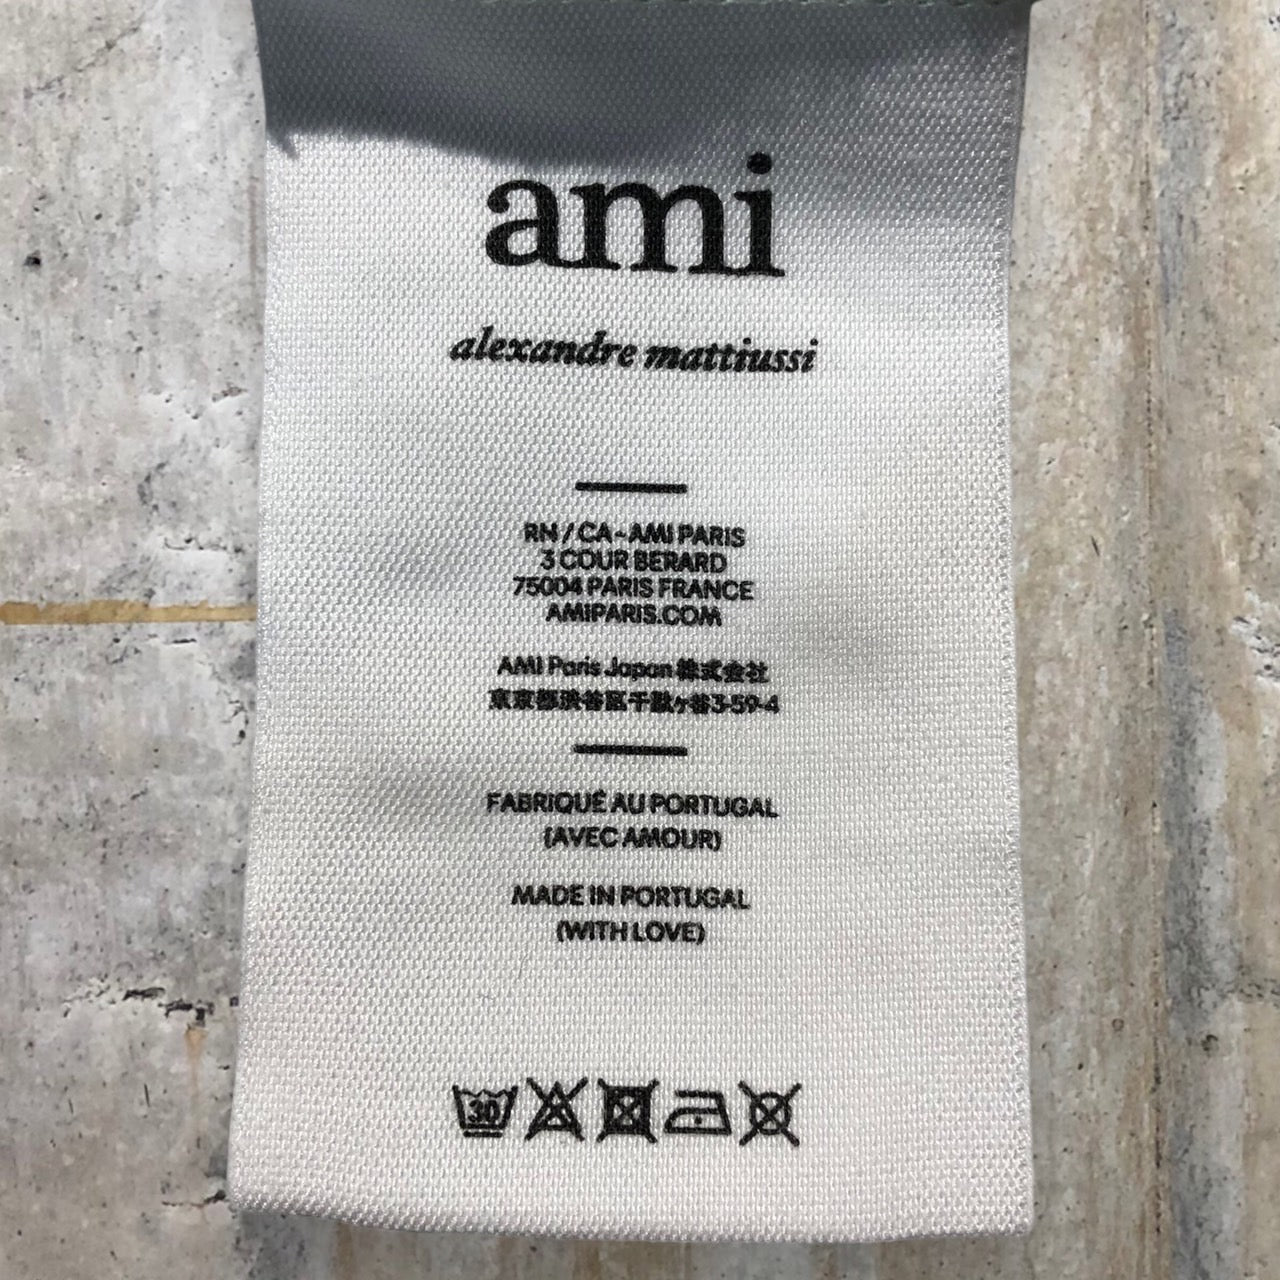 ami
alexandre mattiussi
RN / CA - AMI PARIS
3 COUR BERARD
75004 PARIS FRANCE
AMIPARIS.COM
AMI Paris Japan 株式会社
東京都渋谷区千駄ヶ谷3-59-4
FABRIQUÉ AU PORTUGAL
(AVEC AMOUR)
MADE IN PORTUGAL
(WITH LOVE)
30